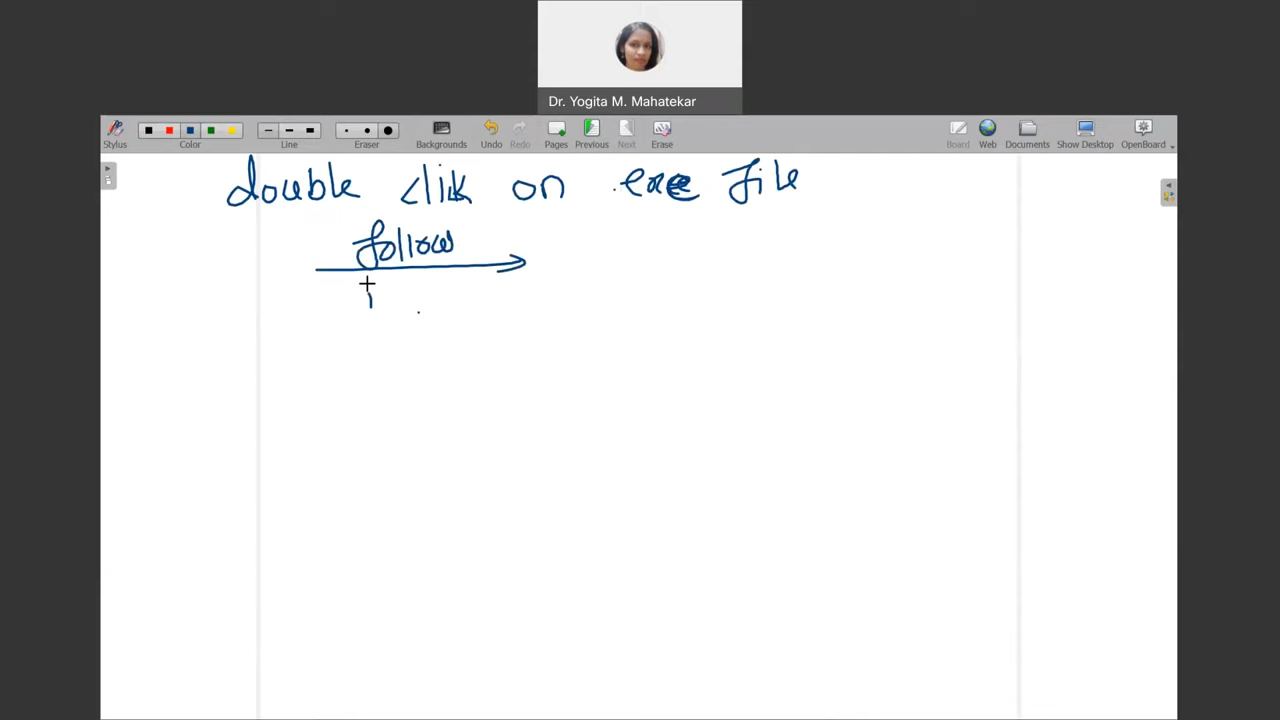 Dr. Yogita M. Mahatekar
Stylus Color Line Eraser Backgrounds Undo Redo Pages Previous Next Erase Board Web Documents Show Desktop OpenBoard
double clik on .exe file
follow